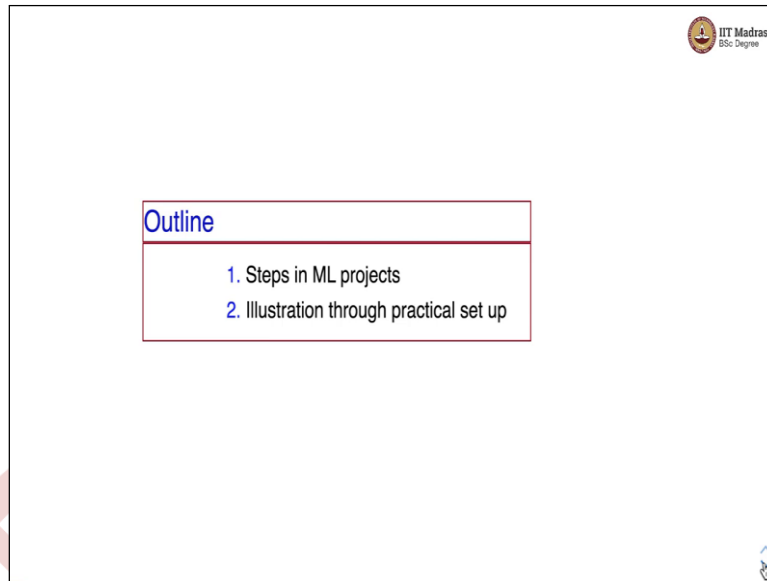 IIT Madras
BSc Degree
Outline
1. Steps in ML projects
2. Illustration through practical set up